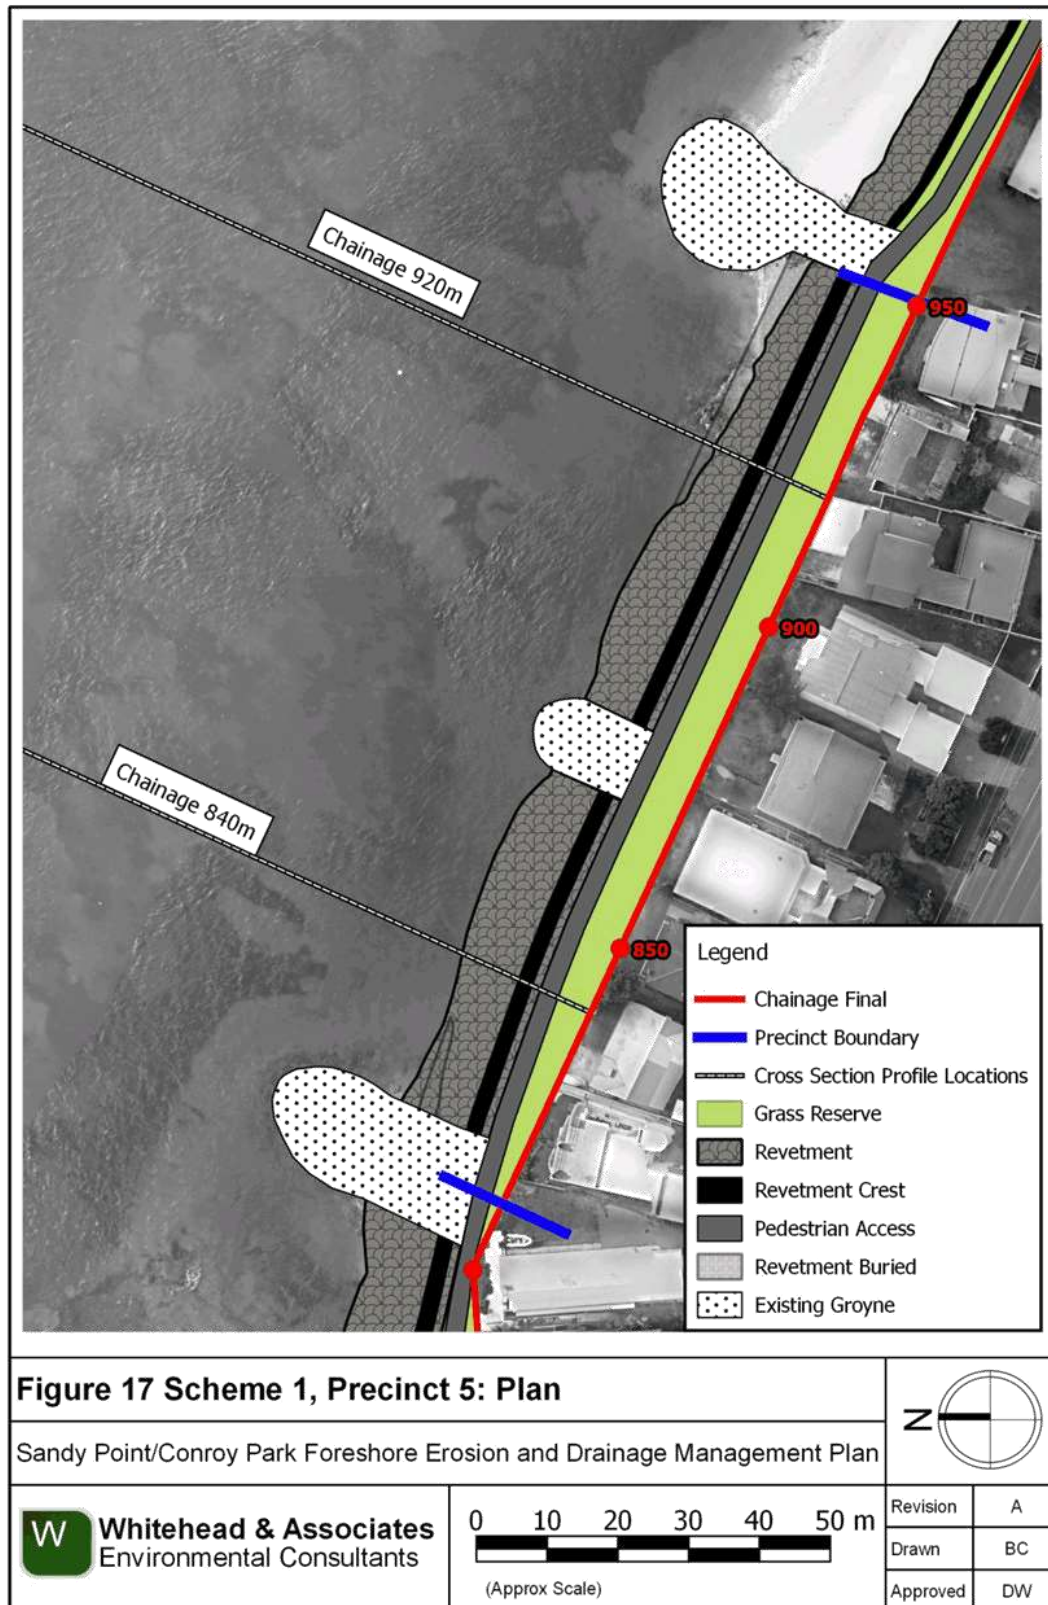 Chainage 920m
950
900
Chainage 840m
850
Legend
Chainage Final
Precinct Boundary
Cross Section Profile Locations
Grass Reserve
Revetment
Revetment Crest
Pedestrian Access
Revetment Buried
Existing Groyne
Figure 17 Scheme 1, Precinct 5: Plan
Sandy Point/Conroy Park Foreshore Erosion and Drainage Management Plan
N
W
Whitehead & Associates
Environmental Consultants
0 10 20 30 40 50 m
(Approx Scale)
Revision A
Drawn BC
Approved DW